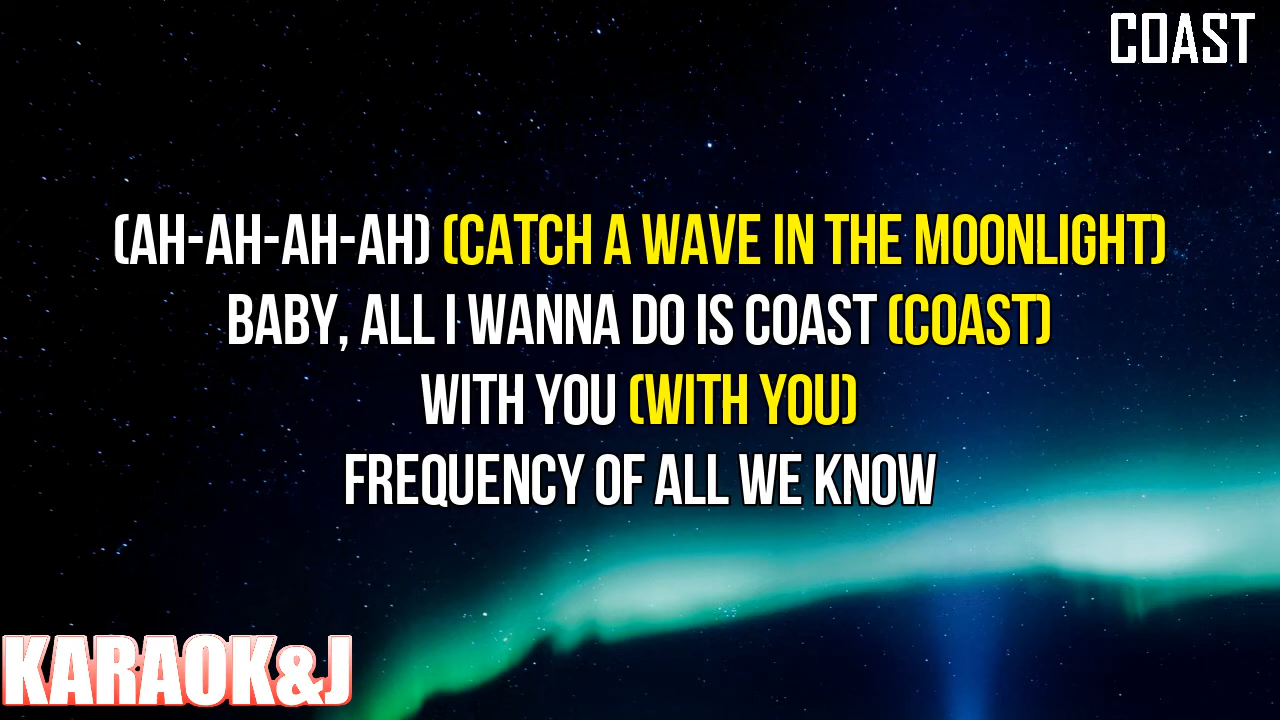 COAST
(AH-AH-AH-AH) (CATCH A WAVE IN THE MOONLIGHT)
BABY, ALL I WANNA DO IS COAST (COAST)
WITH YOU (WITH YOU)
FREQUENCY OF ALL WE KNOW
KARAOK&J